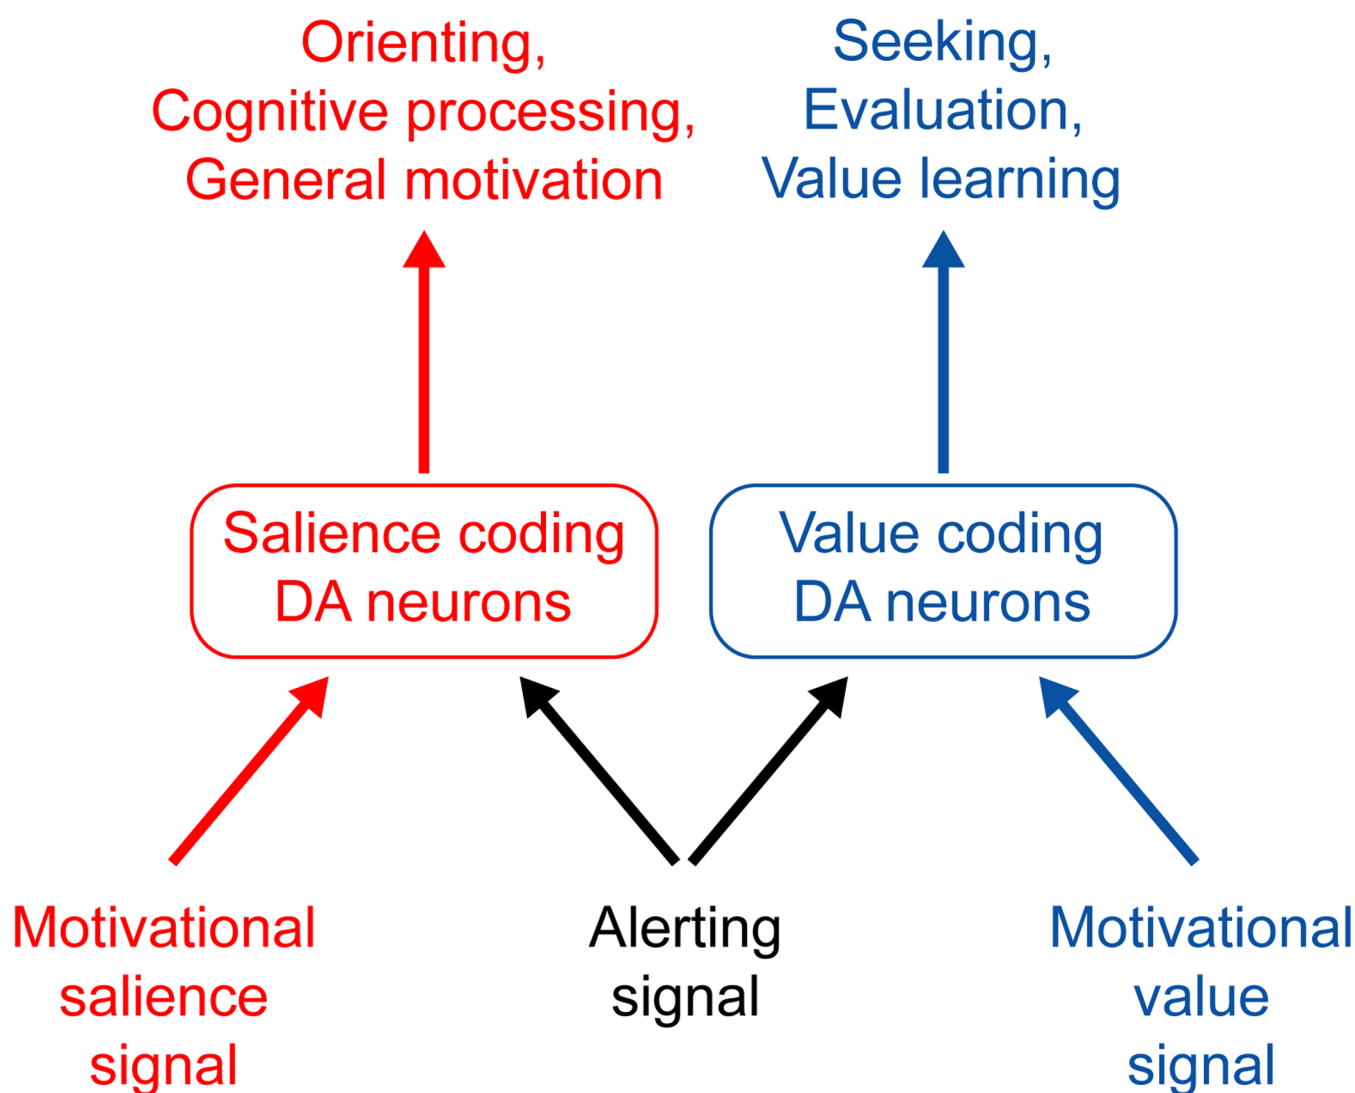 Orienting,
Cognitive processing,
General motivation
Seeking,
Evaluation,
Value learning
Salience coding
DA neurons
Value coding
DA neurons
Motivational
salience
signal
Alerting
signal
Motivational
value
signal